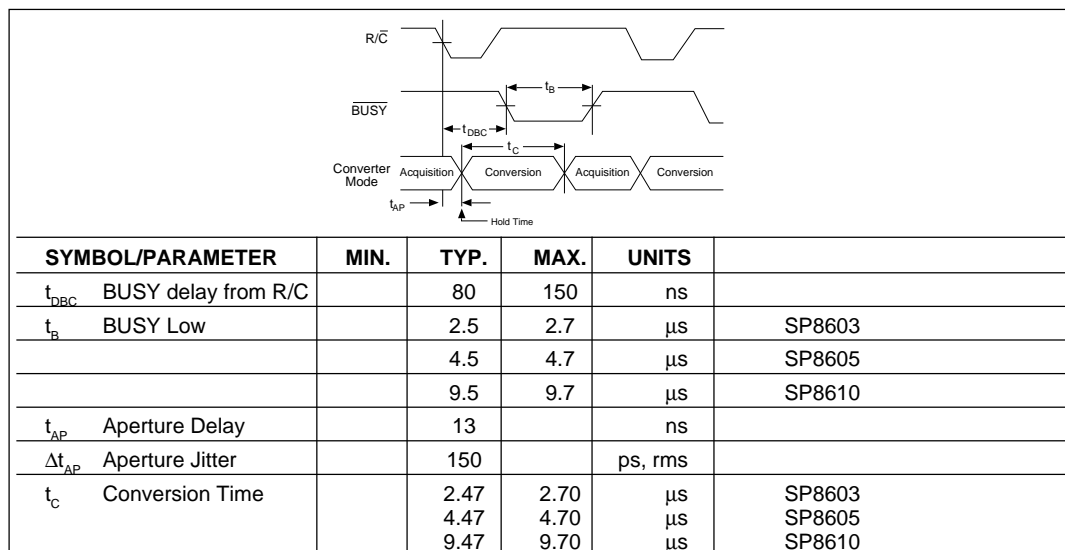 R/C̅
t_B
B̅U̅S̅Y̅
t_DBC
t_C
Converter Mode Acquisition Conversion Acquisition Conversion
t_AP
Hold Time
SYMBOL/PARAMETER MIN. TYP. MAX. UNITS
t_DBC BUSY delay from R/C 80 150 ns
t_B BUSY Low 2.5 2.7 µs SP8603
4.5 4.7 µs SP8605
9.5 9.7 µs SP8610
t_AP Aperture Delay 13 ns
Δt_AP Aperture Jitter 150 ps, rms
t_C Conversion Time 2.47 2.70 µs SP8603
4.47 4.70 µs SP8605
9.47 9.70 µs SP8610